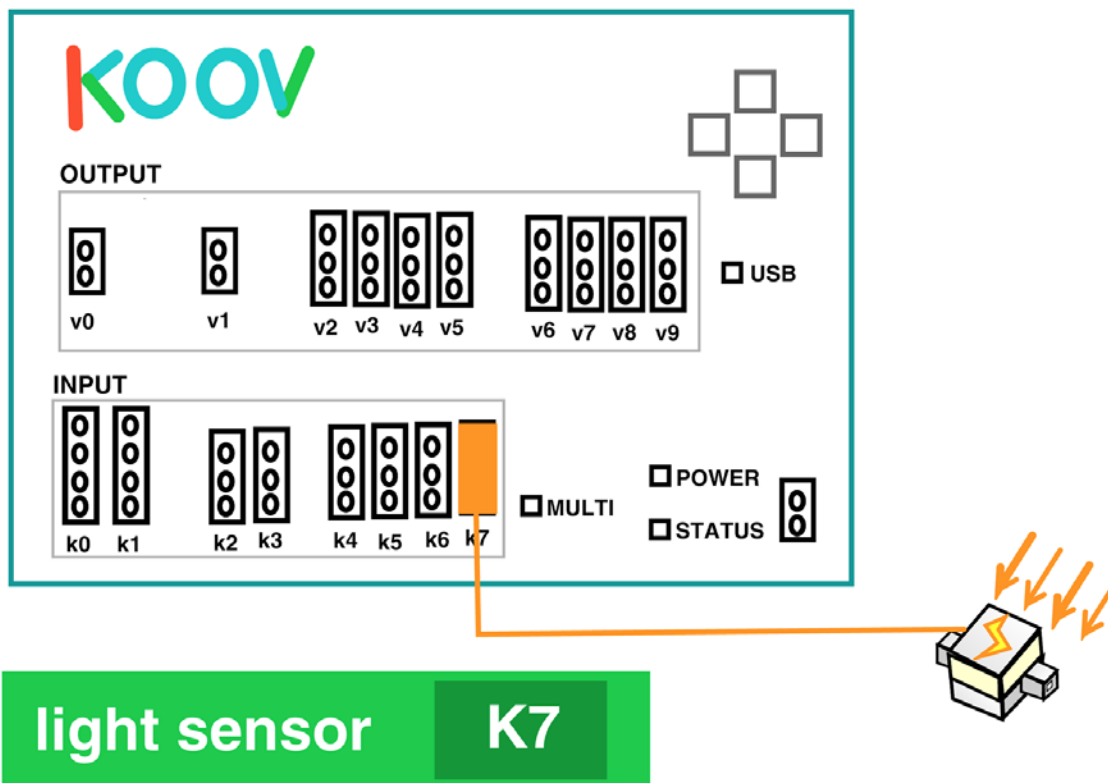 KOOV
OUTPUT
v0 v1 v2 v3 v4 v5 v6 v7 v8 v9
USB
INPUT
k0 k1 k2 k3 k4 k5 k6 k7
MULTI
POWER
STATUS
light sensor K7